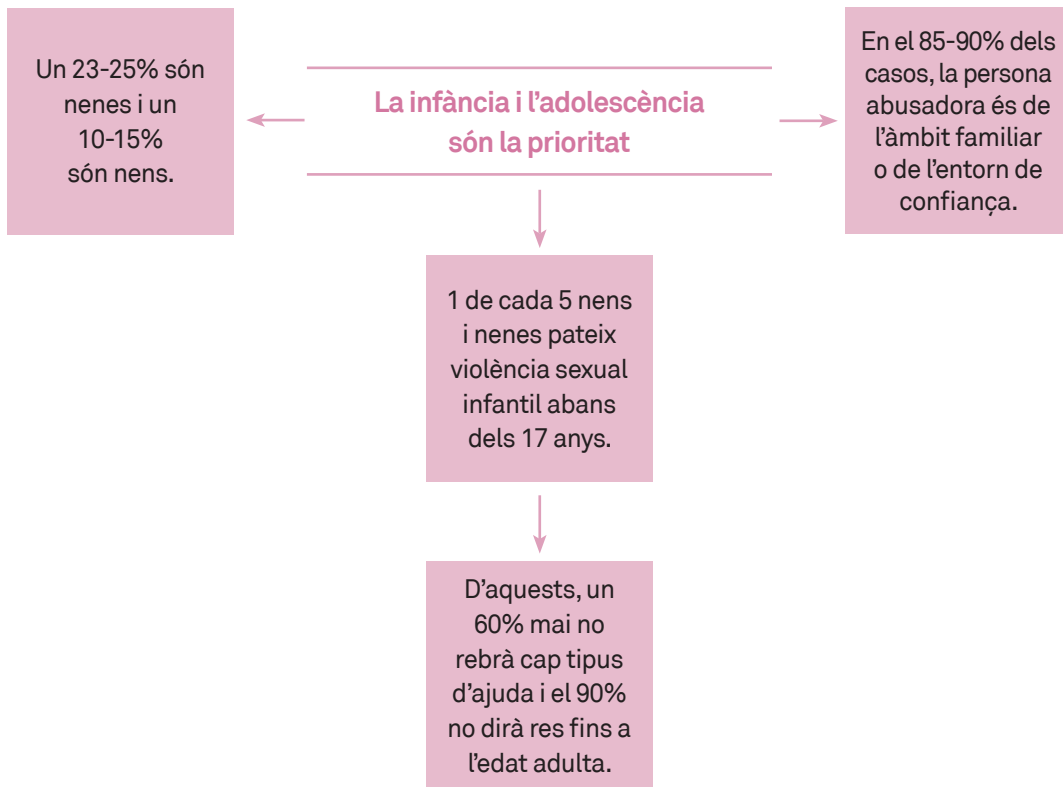 La infància i l’adolescència
són la prioritat
Un 23-25% són
nenes i un
10-15%
són nens.
En el 85-90% dels
casos, la persona
abusadora és de
l’àmbit familiar
o de l’entorn de
confiança.
1 de cada 5 nens
i nenes pateix
violència sexual
infantil abans
dels 17 anys.
D’aquests, un
60% mai no
rebrà cap tipus
d’ajuda i el 90%
no dirà res fins a
l’edat adulta.